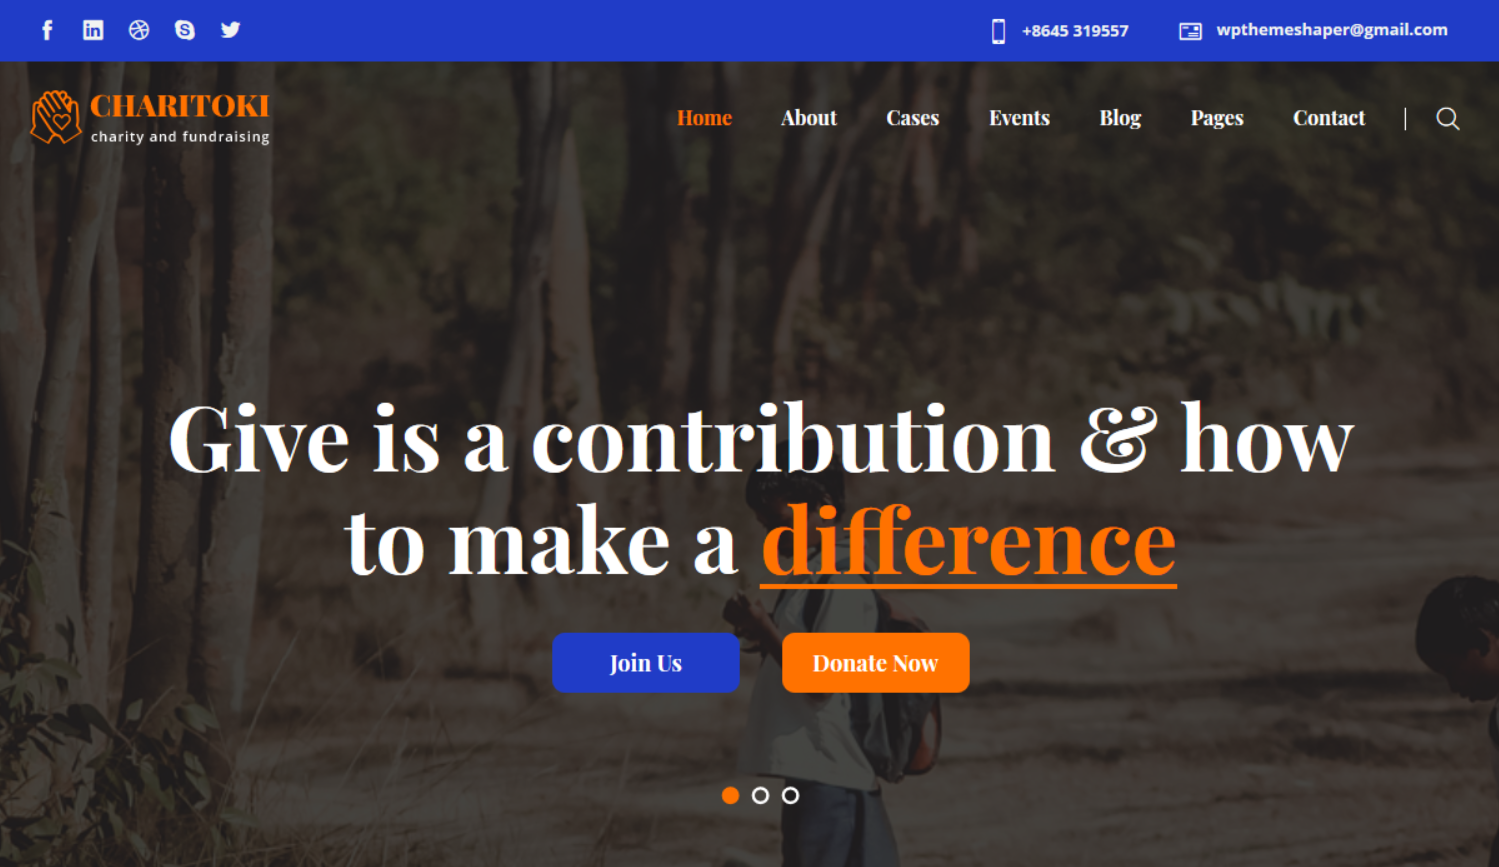 +8645 319557
wpthemeshaper@gmail.com
CHARITOKI
charity and fundraising
Home About Cases Events Blog Pages Contact
Give is a contribution & how
to make a difference
Join Us
Donate Now